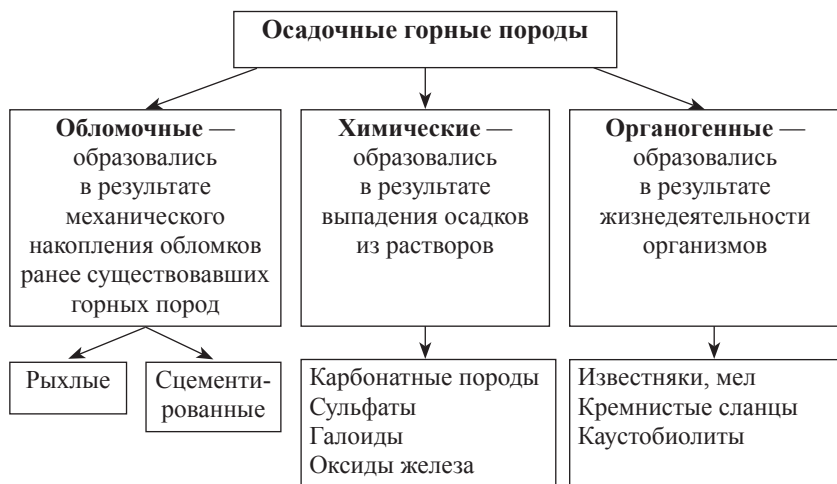 Осадочные горные породы
Обломочные —
образовались
в результате
механического
накопления обломков
ранее существовавших
горных пород
Химические —
образовались
в результате
выпадения осадков
из растворов
Органогенные —
образовались
в результате
жизнедеятельности
организмов
Рыхлые
Сцементи-
рованные
Карбонатные породы
Сульфаты
Галоиды
Оксиды железа
Известняки, мел
Кремнистые сланцы
Каустобиолиты